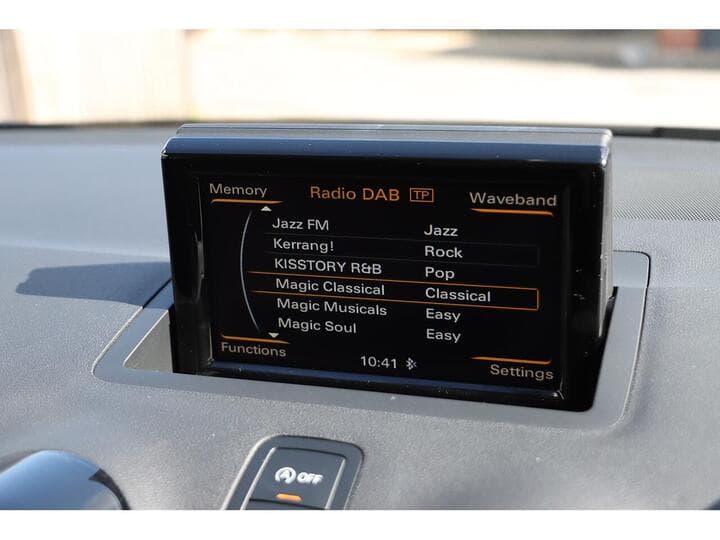 Memory Radio DAB TP Waveband
Jazz FM Jazz
Kerrang! Rock
KISSTORY R&B Pop
Magic Classical Classical
Magic Musicals Easy
Magic Soul Easy
Functions 10:41 Settings
A OFF